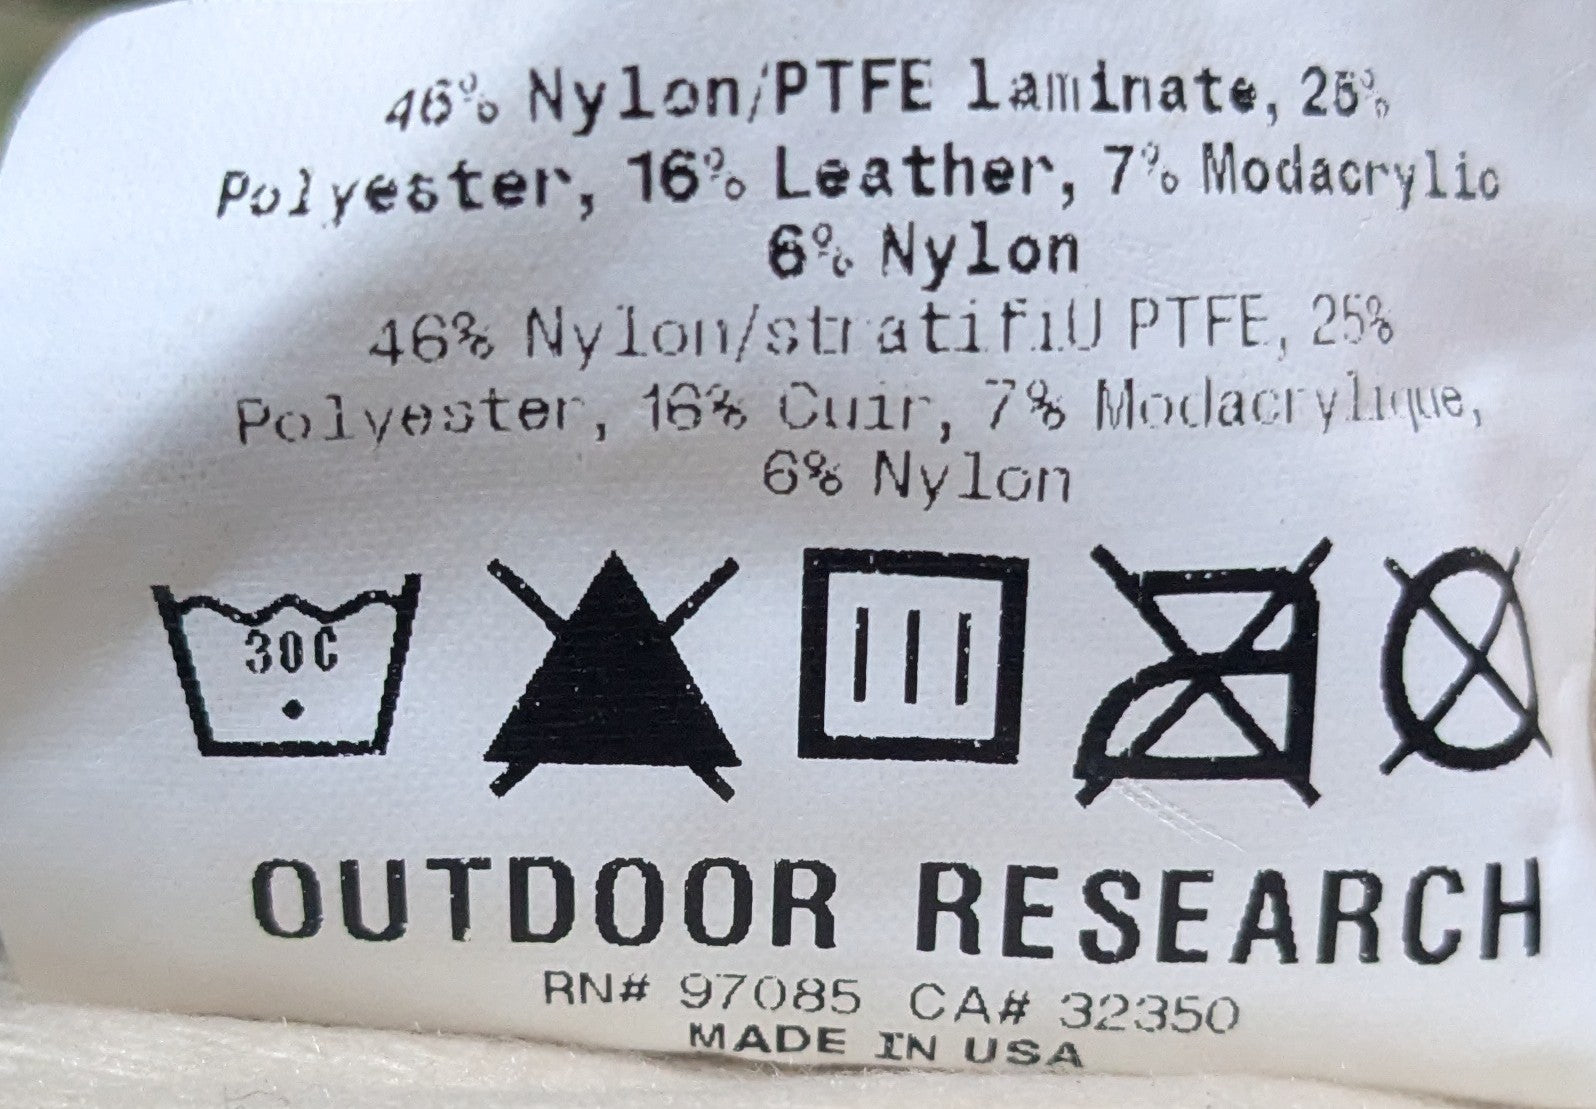 46% Nylon/PTFE laminate, 25%
Polyester, 16% Leather, 7% Modacrylic
6% Nylon
46% Nylon/stratifiU PTFE, 25%
Polyester, 16% Cuir, 7% Modacrylique,
6% Nylon
30C
OUTDOOR RESEARCH
RN# 97085 CA# 32350
MADE IN USA